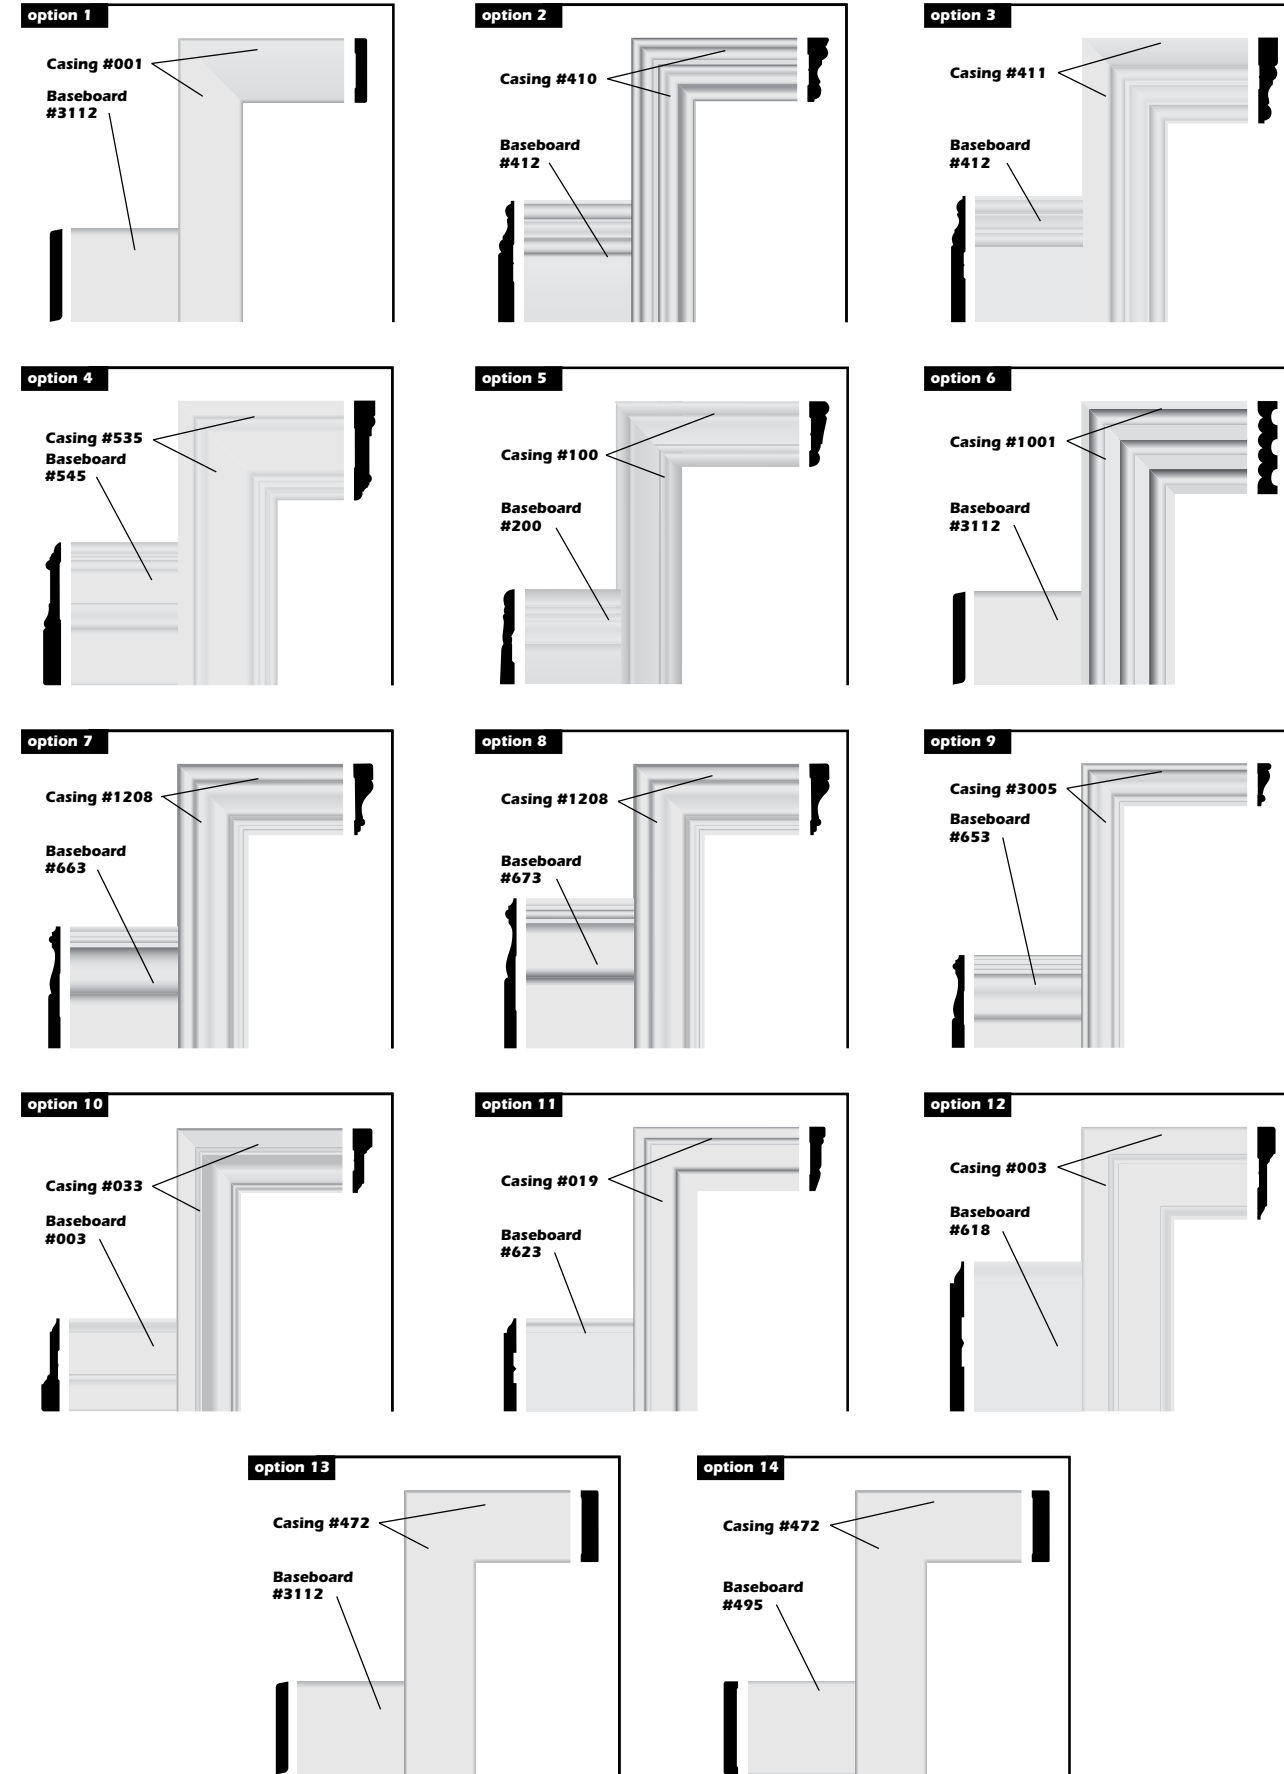 option 1
Casing #001
Baseboard
#3112
option 2
Casing #410
Baseboard
#412
option 3
Casing #411
Baseboard
#412
option 4
Casing #535
Baseboard
#545
option 5
Casing #100
Baseboard
#200
option 6
Casing #1001
Baseboard
#3112
option 7
Casing #1208
Baseboard
#663
option 8
Casing #1208
Baseboard
#673
option 9
Casing #3005
Baseboard
#653
option 10
Casing #033
Baseboard
#003
option 11
Casing #019
Baseboard
#623
option 12
Casing #003
Baseboard
#618
option 13
Casing #472
Baseboard
#3112
option 14
Casing #472
Baseboard
#495